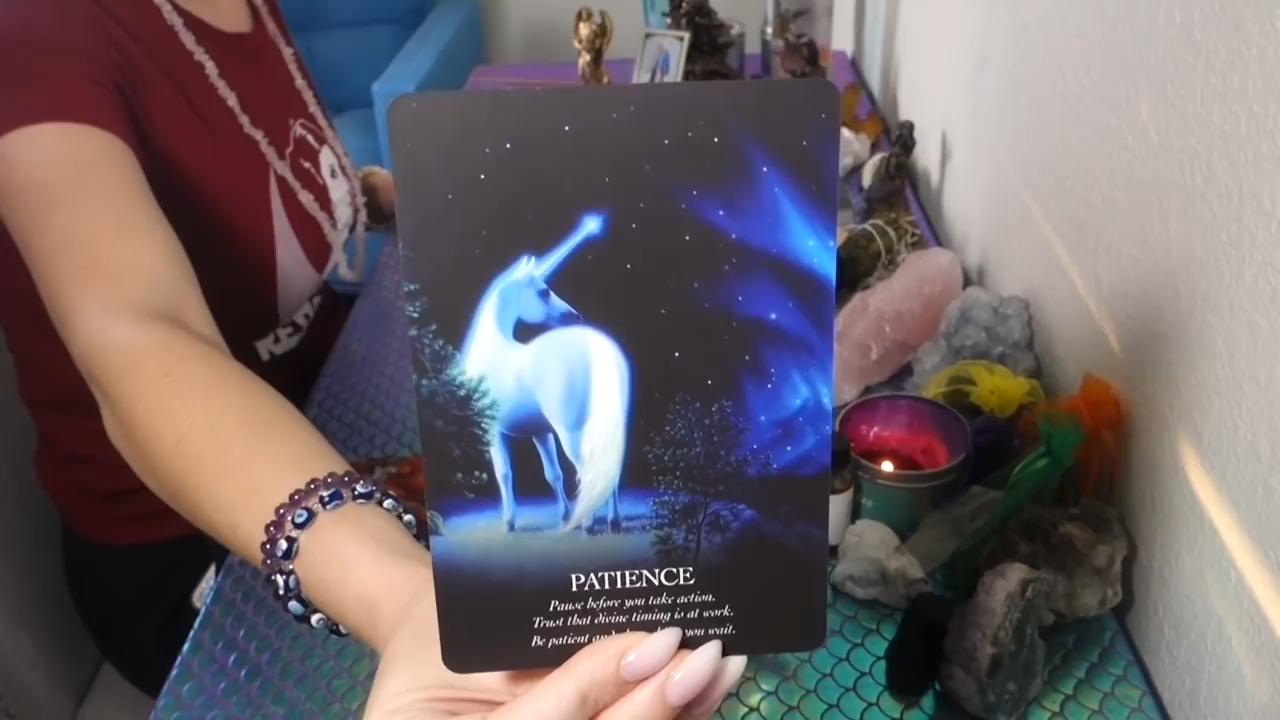 PATIENCE
Pause before you take action.
Trust that divine timing is at work.
Be patient and you wait.